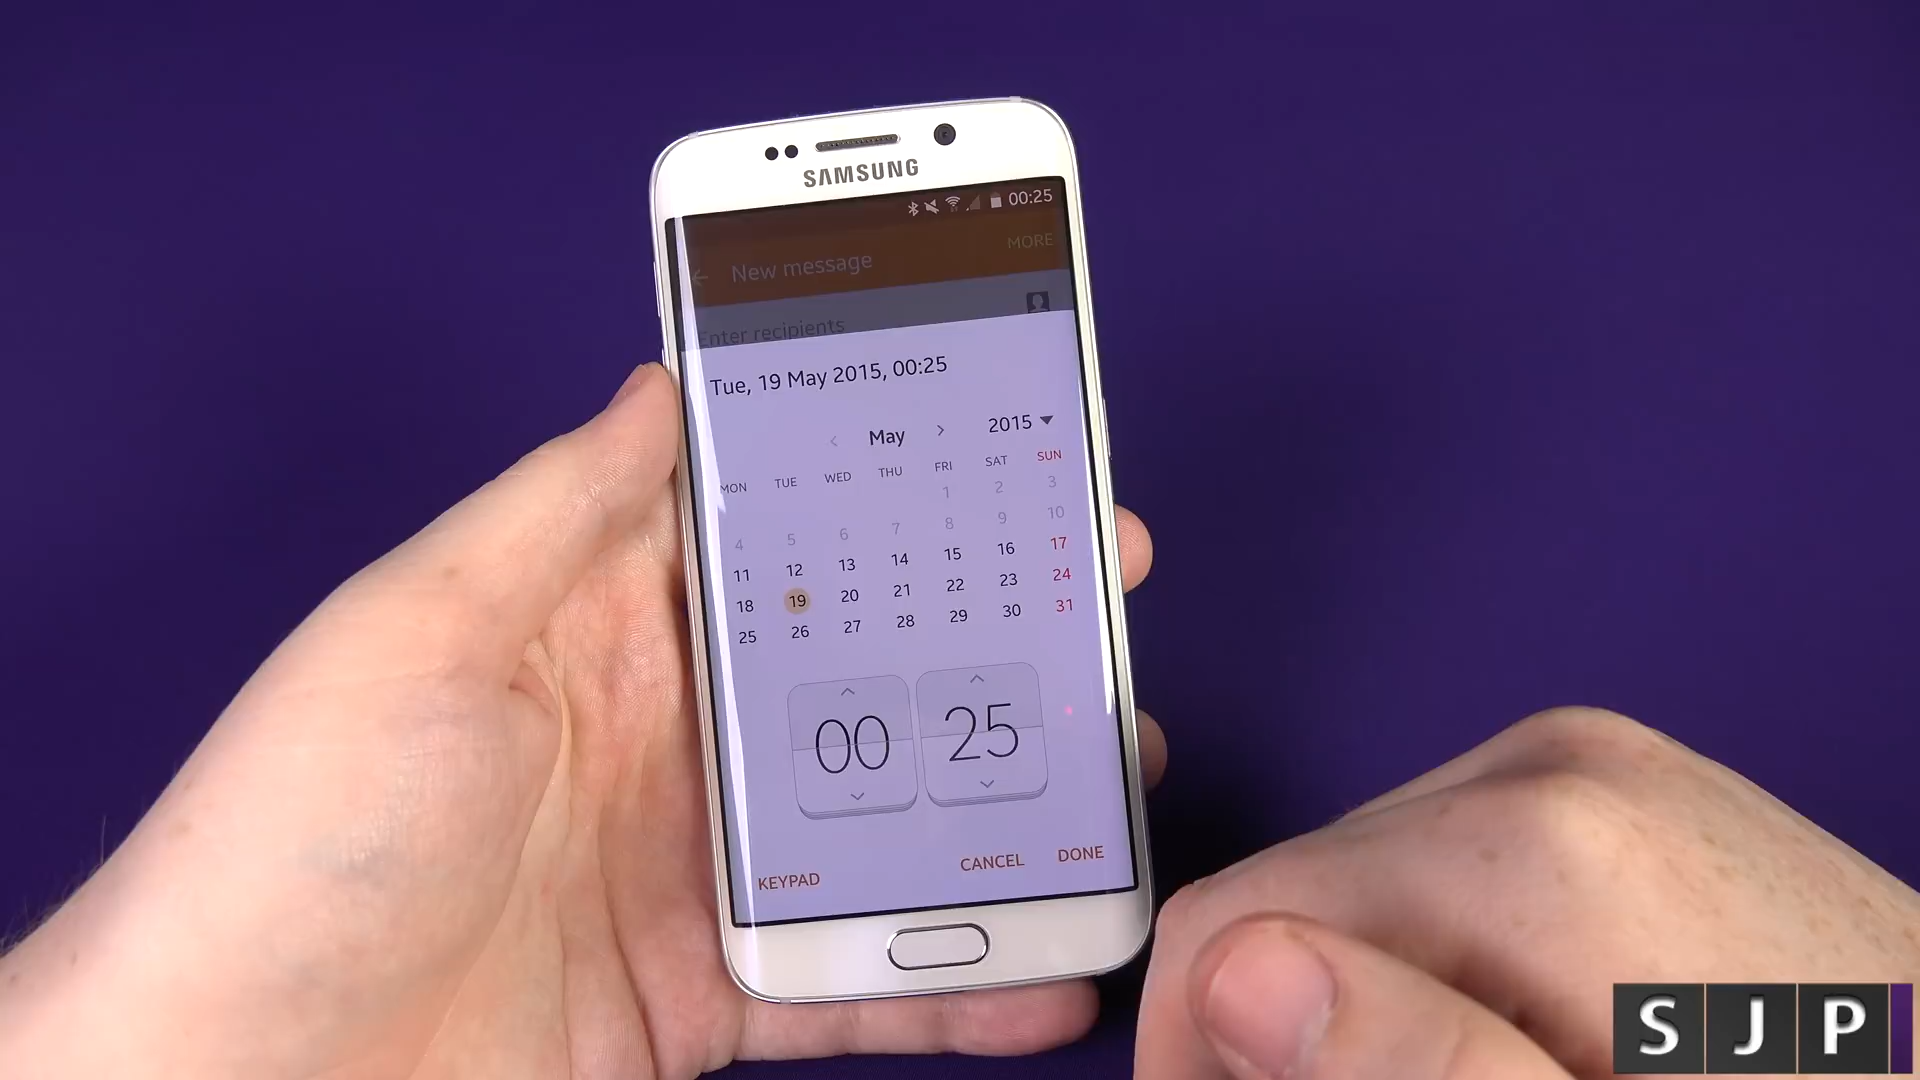 SAMSUNG
00:25
MORE
New message
Enter recipients
Tue, 19 May 2015, 00:25
May 2015
MON TUE WED THU FRI SAT SUN
1 2 3
4 5 6 7 8 9 10
11 12 13 14 15 16 17
18 19 20 21 22 23 24
25 26 27 28 29 30 31
00 25
KEYPAD CANCEL DONE
SJP